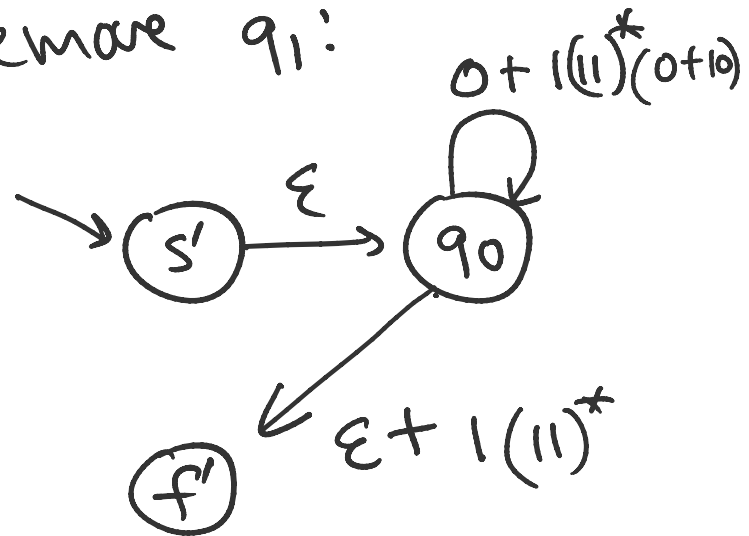 emove q1:
0 + 1(11)*(0+10)
ε
s'
q0
ε + 1(11)*
f'